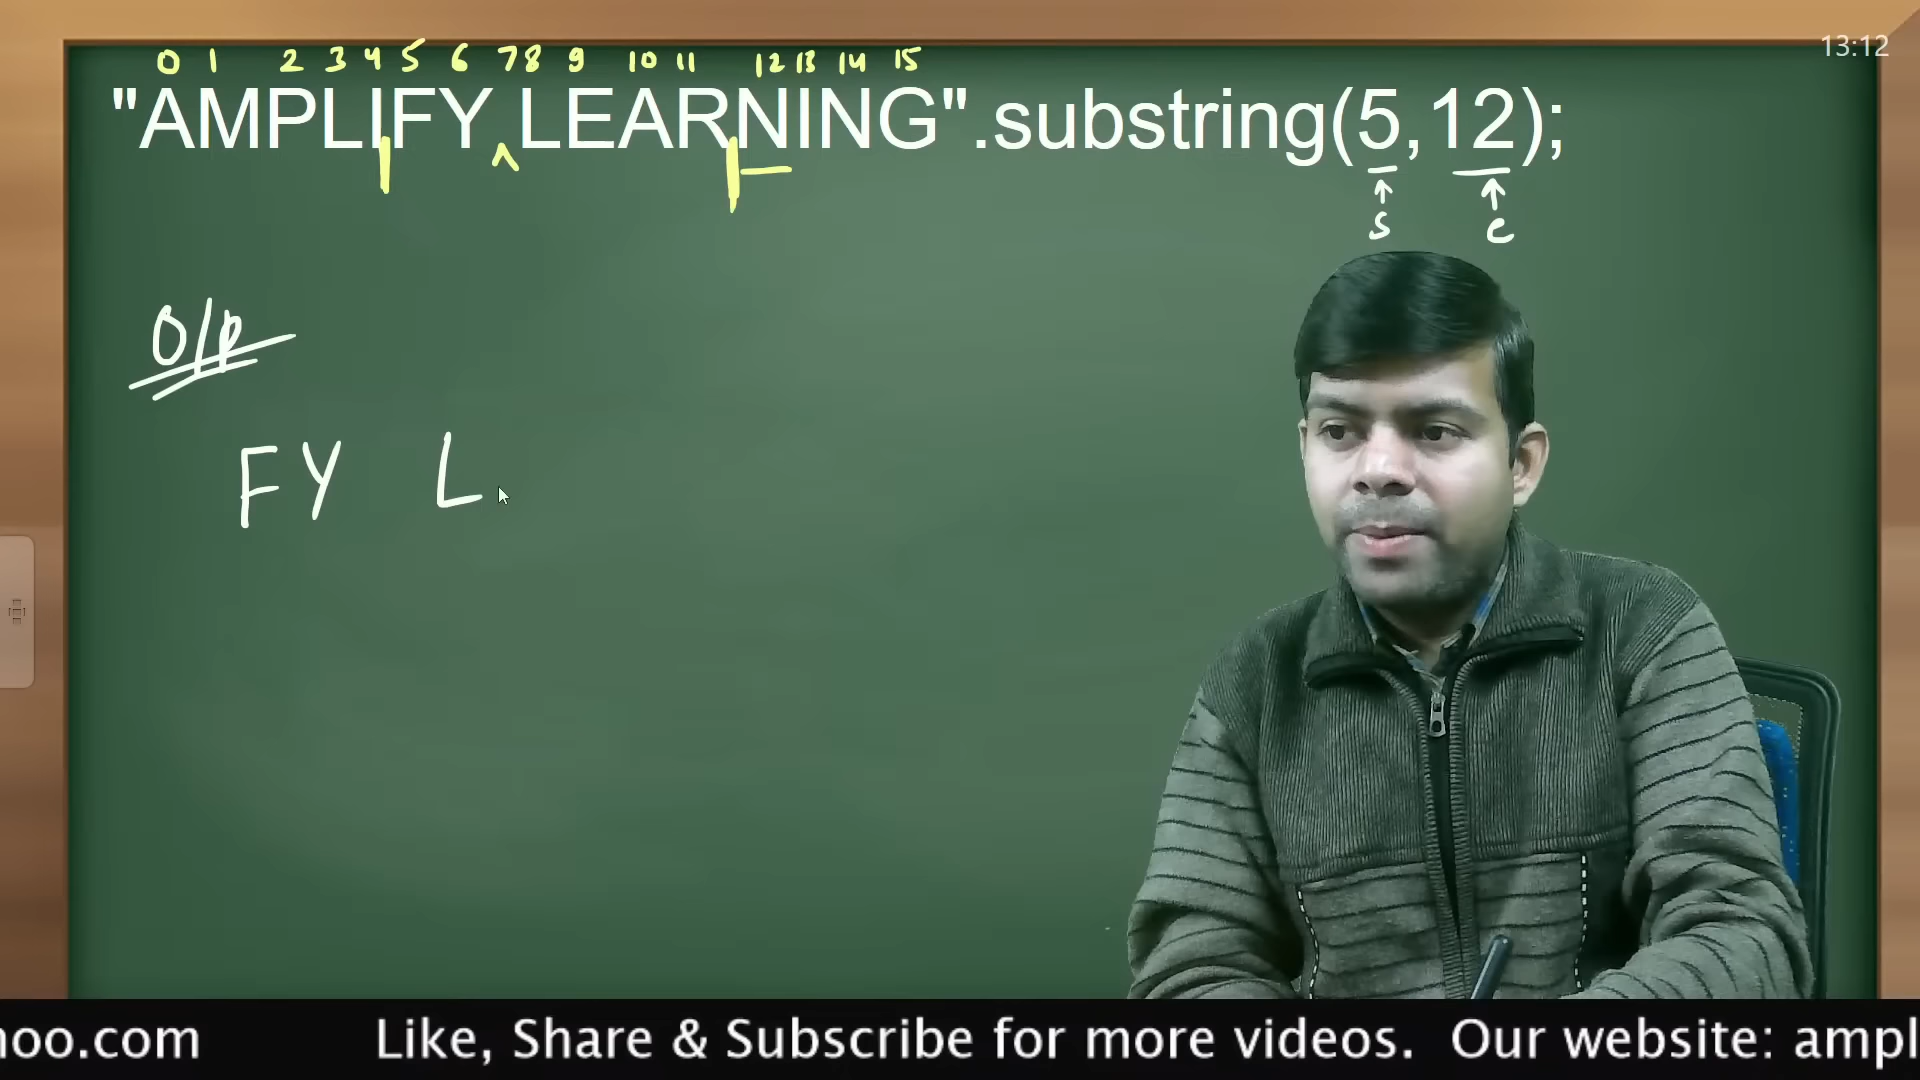 13:12
0 1 2 3 4 5 6 7 8 9 10 11 12 13 14 15
"AMPLIFY LEARNING".substring(5,12);
s e
O/P
FY L
hoo.com Like, Share & Subscribe for more videos. Our website: ampl